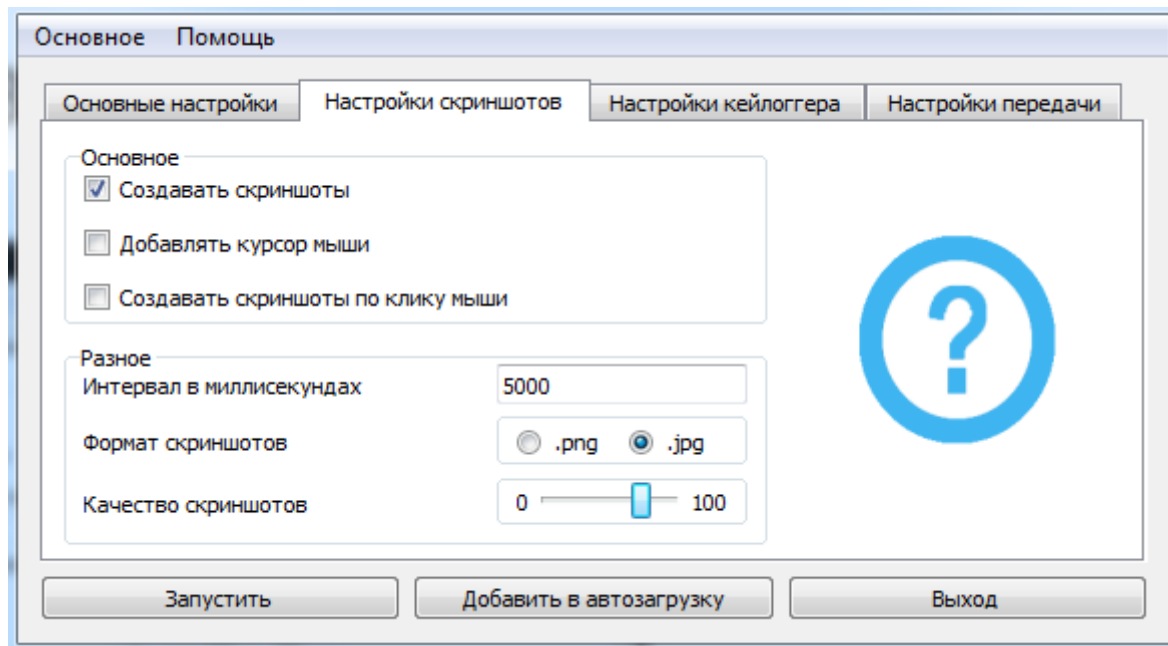 Основное Помощь
Основные настройки Настройки скриншотов Настройки кейлоггера Настройки передачи
Основное
Создавать скриншоты
Добавлять курсор мыши
Создавать скриншоты по клику мыши
Разное
Интервал в миллисекундах 5000
Формат скриншотов .png .jpg
Качество скриншотов 0 100
?
Запустить Добавить в автозагрузку Выход